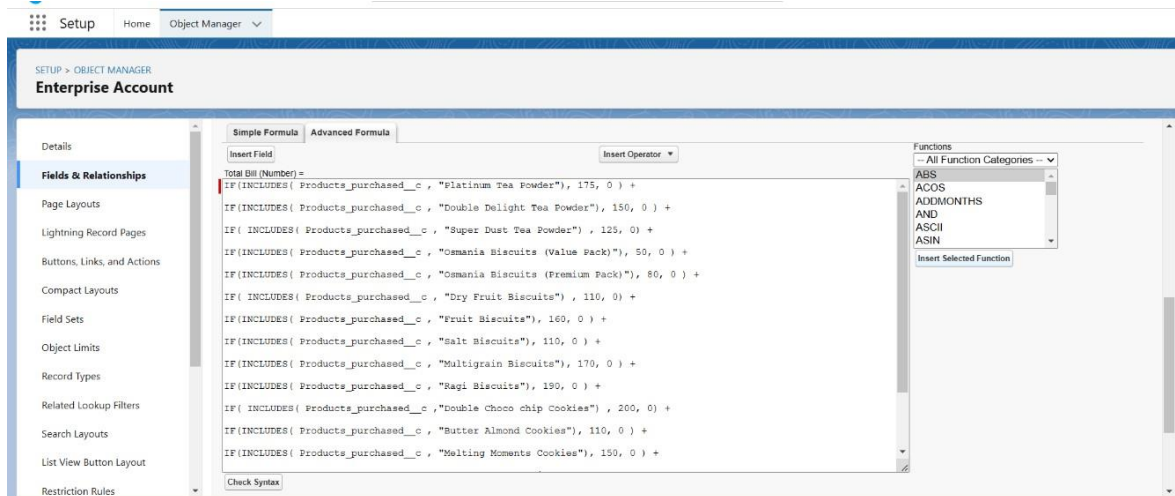 Setup Home Object Manager
SETUP > OBJECT MANAGER
Enterprise Account
Details
Fields & Relationships
Page Layouts
Lightning Record Pages
Buttons, Links, and Actions
Compact Layouts
Field Sets
Object Limits
Record Types
Related Lookup Filters
Search Layouts
List View Button Layout
Restriction Rules
Simple Formula Advanced Formula
Insert Field Insert Operator
Total Bill (Number) =
IF(INCLUDES( Products_purchased__c , "Platinum Tea Powder"), 175, 0 ) +
IF(INCLUDES( Products_purchased__c , "Double Delight Tea Powder"), 150, 0 ) +
IF( INCLUDES( Products_purchased__c , "Super Dust Tea Powder") , 125, 0) +
IF(INCLUDES( Products_purchased__c , "Osmania Biscuits (Value Pack)"), 50, 0 ) +
IF(INCLUDES( Products_purchased__c , "Osmania Biscuits (Premium Pack)"), 80, 0 ) +
IF( INCLUDES( Products_purchased__c , "Dry Fruit Biscuits") , 110, 0) +
IF(INCLUDES( Products_purchased__c , "Fruit Biscuits"), 160, 0 ) +
IF(INCLUDES( Products_purchased__c , "Salt Biscuits"), 110, 0 ) +
IF(INCLUDES( Products_purchased__c , "Multigrain Biscuits"), 170, 0 ) +
IF(INCLUDES( Products_purchased__c , "Ragi Biscuits"), 190, 0 ) +
IF( INCLUDES( Products_purchased__c ,"Double Choco chip Cookies") , 200, 0) +
IF(INCLUDES( Products_purchased__c , "Butter Almond Cookies"), 110, 0 ) +
IF(INCLUDES( Products_purchased__c , "Melting Moments Cookies"), 150, 0 ) +
Check Syntax
Functions
-- All Function Categories --
ABS
ACOS
ADDMONTHS
AND
ASCII
ASIN
Insert Selected Function